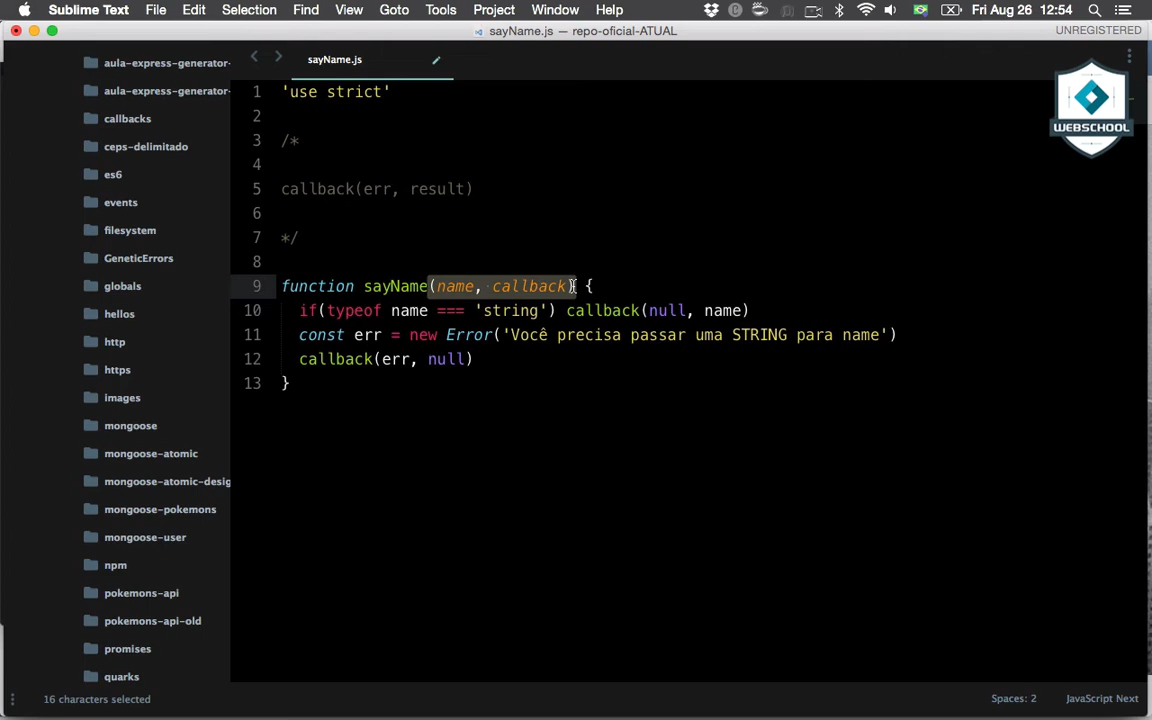 Sublime Text File Edit Selection Find View Goto Tools Project Window Help Fri Aug 26 12:54
sayName.js — repo-oficial-ATUAL UNREGISTERED
sayName.js
aula-express-generator-
aula-express-generator-
callbacks
ceps-delimitado
es6
events
filesystem
GeneticErrors
globals
hellos
http
https
images
mongoose
mongoose-atomic
mongoose-atomic-desig
mongoose-pokemons
mongoose-user
npm
pokemons-api
pokemons-api-old
promises
quarks
1 'use strict'
2
3 /*
4
5 callback(err, result)
6
7 */
8
9 function sayName(name, callback) {
10 if(typeof name === 'string') callback(null, name)
11 const err = new Error('Você precisa passar uma STRING para name')
12 callback(err, null)
13 }
WEBSCHOOL
16 characters selected Spaces: 2 JavaScript Next